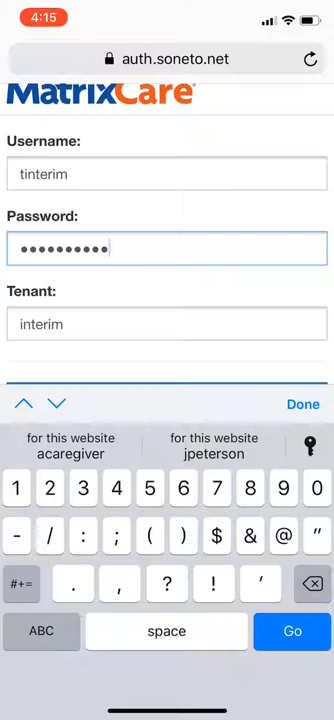 4:15
auth.soneto.net
MatrixCare
Username:
tinterim
Password:
●●●●●●●●●●
Tenant:
interim
Done
for this website
acaregiver
for this website
jpeterson
1 2 3 4 5 6 7 8 9 0
- / : ; ( ) $ & @ "
#+= . , ? ! '
ABC space Go